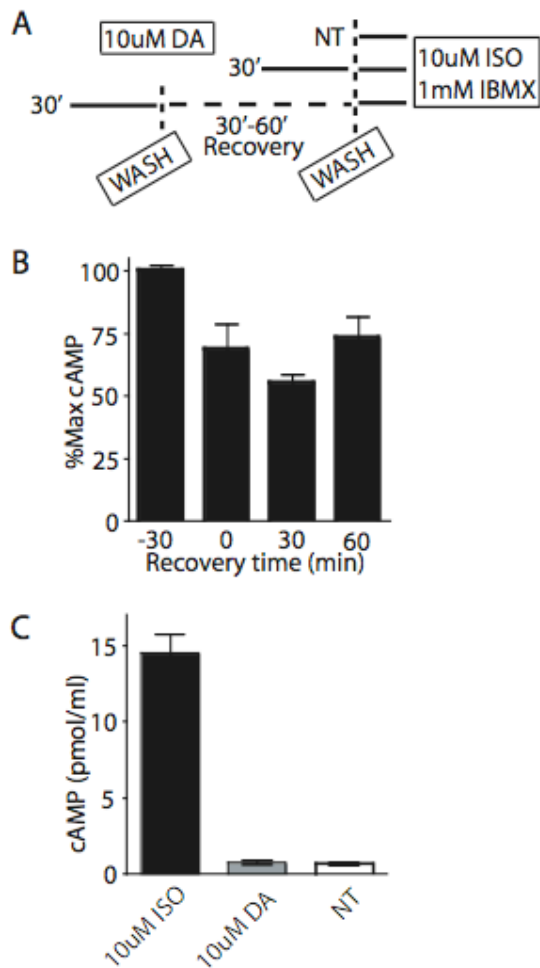 A
10uM DA
NT
30′
10uM ISO
1mM IBMX
30′
30′-60′
Recovery
WASH
WASH
B
%Max cAMP
100
75
50
25
0
-30 0 30 60
Recovery time (min)
C
cAMP (pmol/ml)
15
10
5
0
10uM ISO
10uM DA
NT